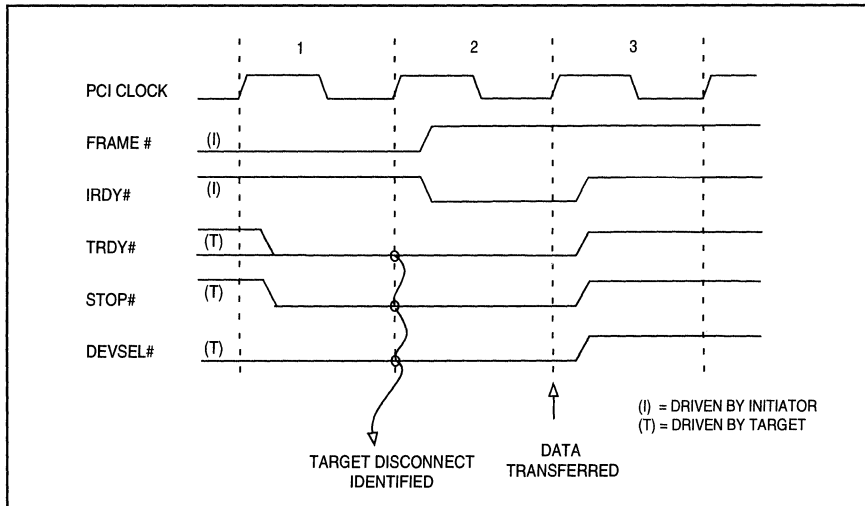 1 2 3
PCI CLOCK
FRAME # (I)
IRDY# (I)
TRDY# (T)
STOP# (T)
DEVSEL# (T)
(I) = DRIVEN BY INITIATOR
(T) = DRIVEN BY TARGET
TARGET DISCONNECT
IDENTIFIED
DATA
TRANSFERRED